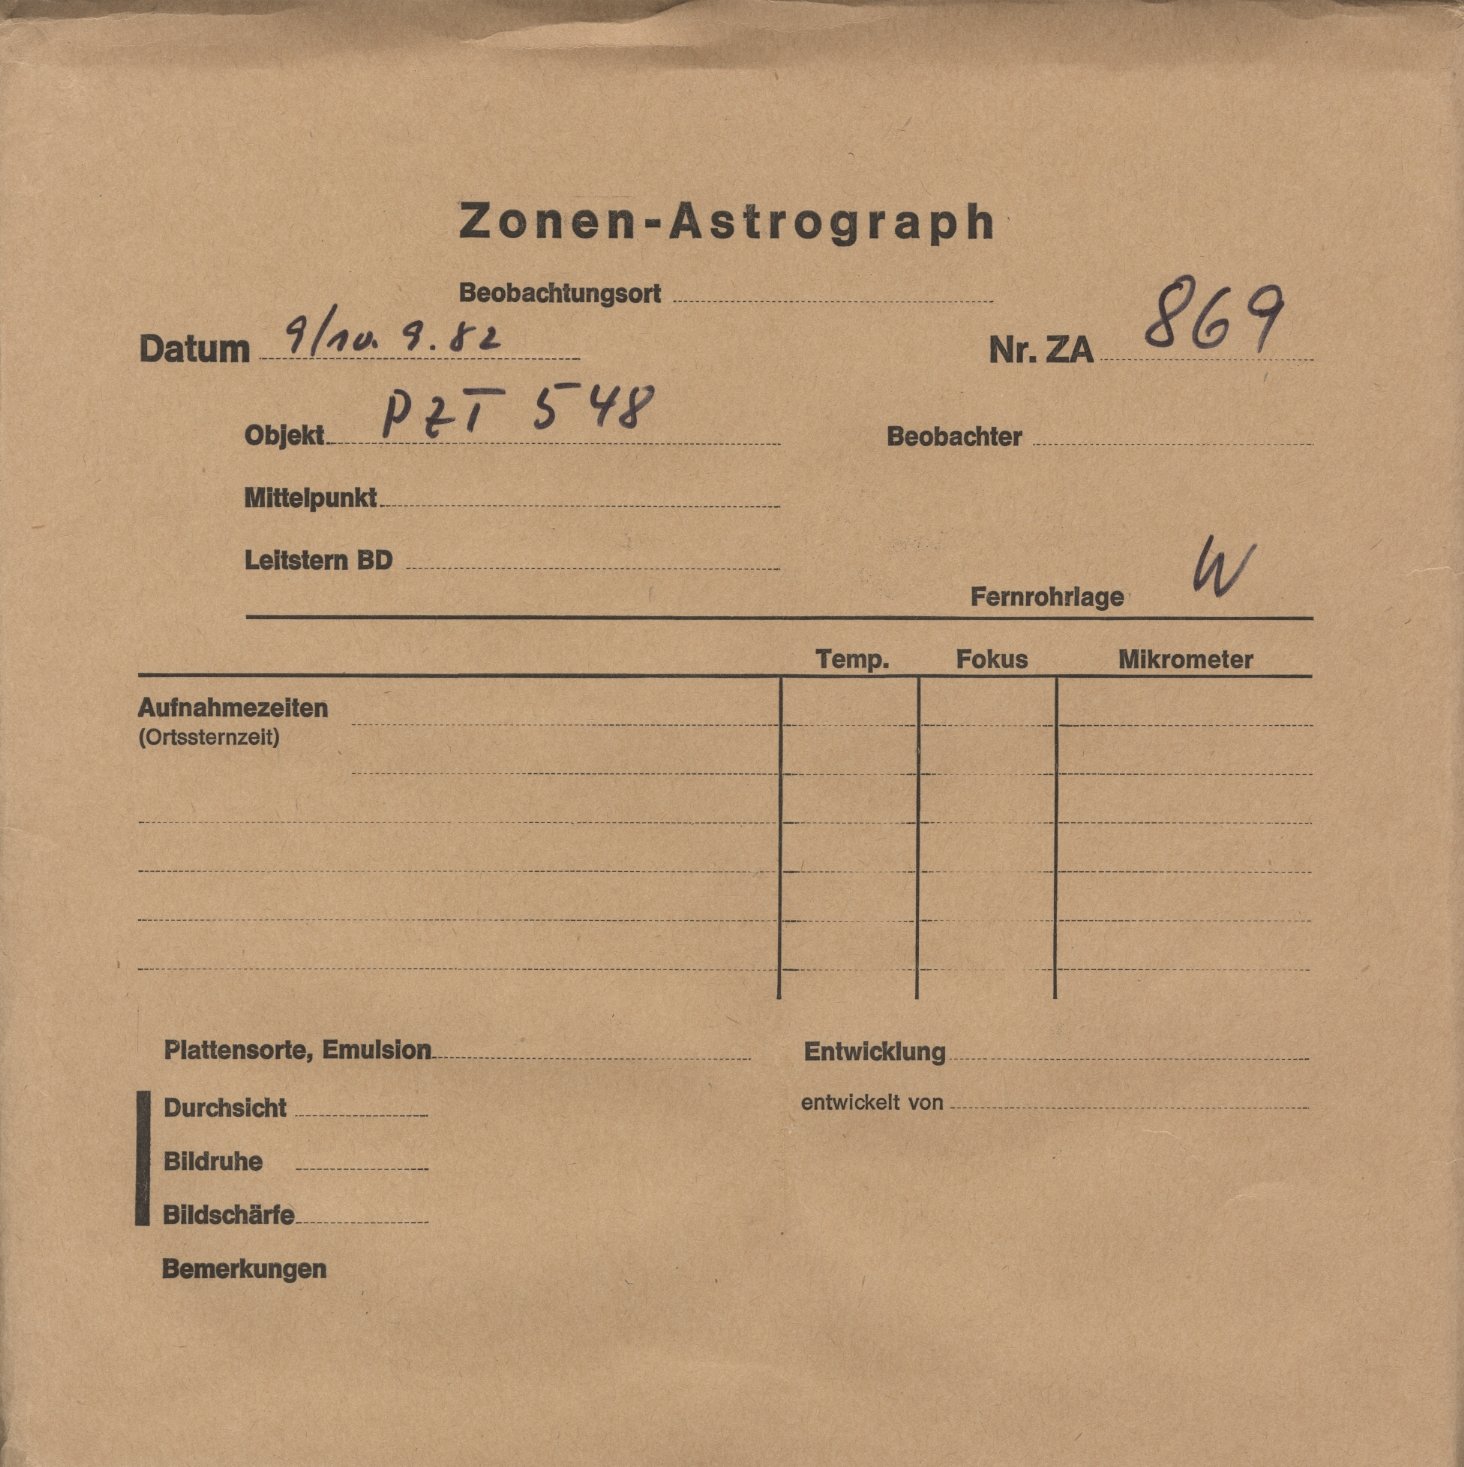 Zonen-Astrograph
Beobachtungsort
Datum 9/10. 9. 82 Nr. ZA 869
Objekt PZT 548 Beobachter
Mittelpunkt
Leitstern BD
Fernrohrlage W
Temp. Fokus Mikrometer
Aufnahmezeiten
(Ortssternzeit)
Plattensorte, Emulsion Entwicklung
Durchsicht entwickelt von
Bildruhe
Bildschärfe
Bemerkungen